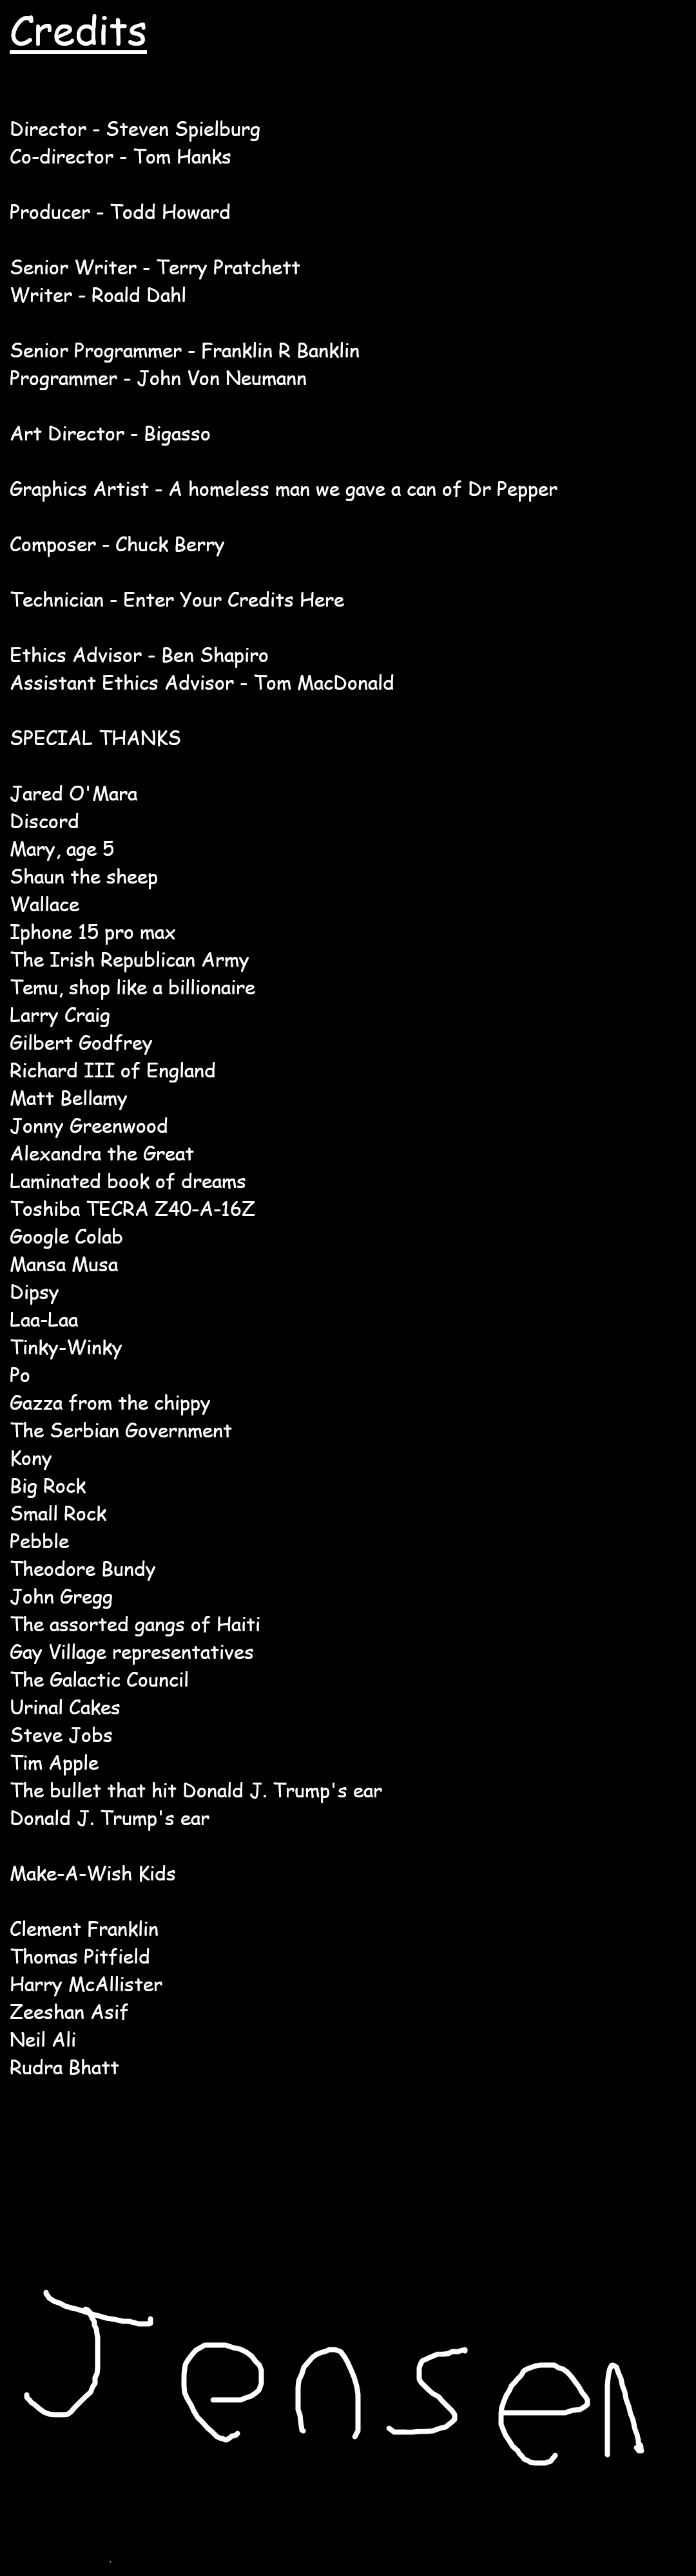 Credits
Director - Steven Spielburg
Co-director - Tom Hanks
Producer - Todd Howard
Senior Writer - Terry Pratchett
Writer - Roald Dahl
Senior Programmer - Franklin R Banklin
Programmer - John Von Neumann
Art Director - Bigasso
Graphics Artist - A homeless man we gave a can of Dr Pepper
Composer - Chuck Berry
Technician - Enter Your Credits Here
Ethics Advisor - Ben Shapiro
Assistant Ethics Advisor - Tom MacDonald
SPECIAL THANKS
Jared O'Mara
Discord
Mary, age 5
Shaun the sheep
Wallace
Iphone 15 pro max
The Irish Republican Army
Temu, shop like a billionaire
Larry Craig
Gilbert Godfrey
Richard III of England
Matt Bellamy
Jonny Greenwood
Alexandra the Great
Laminated book of dreams
Toshiba TECRA Z40-A-16Z
Google Colab
Mansa Musa
Dipsy
Laa-Laa
Tinky-Winky
Po
Gazza from the chippy
The Serbian Government
Kony
Big Rock
Small Rock
Pebble
Theodore Bundy
John Gregg
The assorted gangs of Haiti
Gay Village representatives
The Galactic Council
Urinal Cakes
Steve Jobs
Tim Apple
The bullet that hit Donald J. Trump's ear
Donald J. Trump's ear
Make-A-Wish Kids
Clement Franklin
Thomas Pitfield
Harry McAllister
Zeeshan Asif
Neil Ali
Rudra Bhatt
Jensen